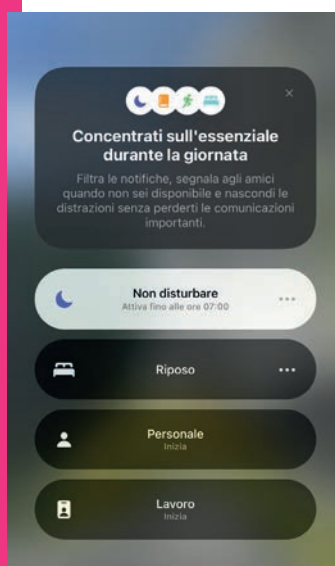 Concentrati sull'essenziale
durante la giornata
Filtra le notifiche, segnala agli amici
quando non sei disponibile e nascondi le
distrazioni senza perderti le comunicazioni
importanti.
Non disturbare
Attiva fino alle ore 07:00
Riposo
Personale
Inizia
Lavoro
Inizia